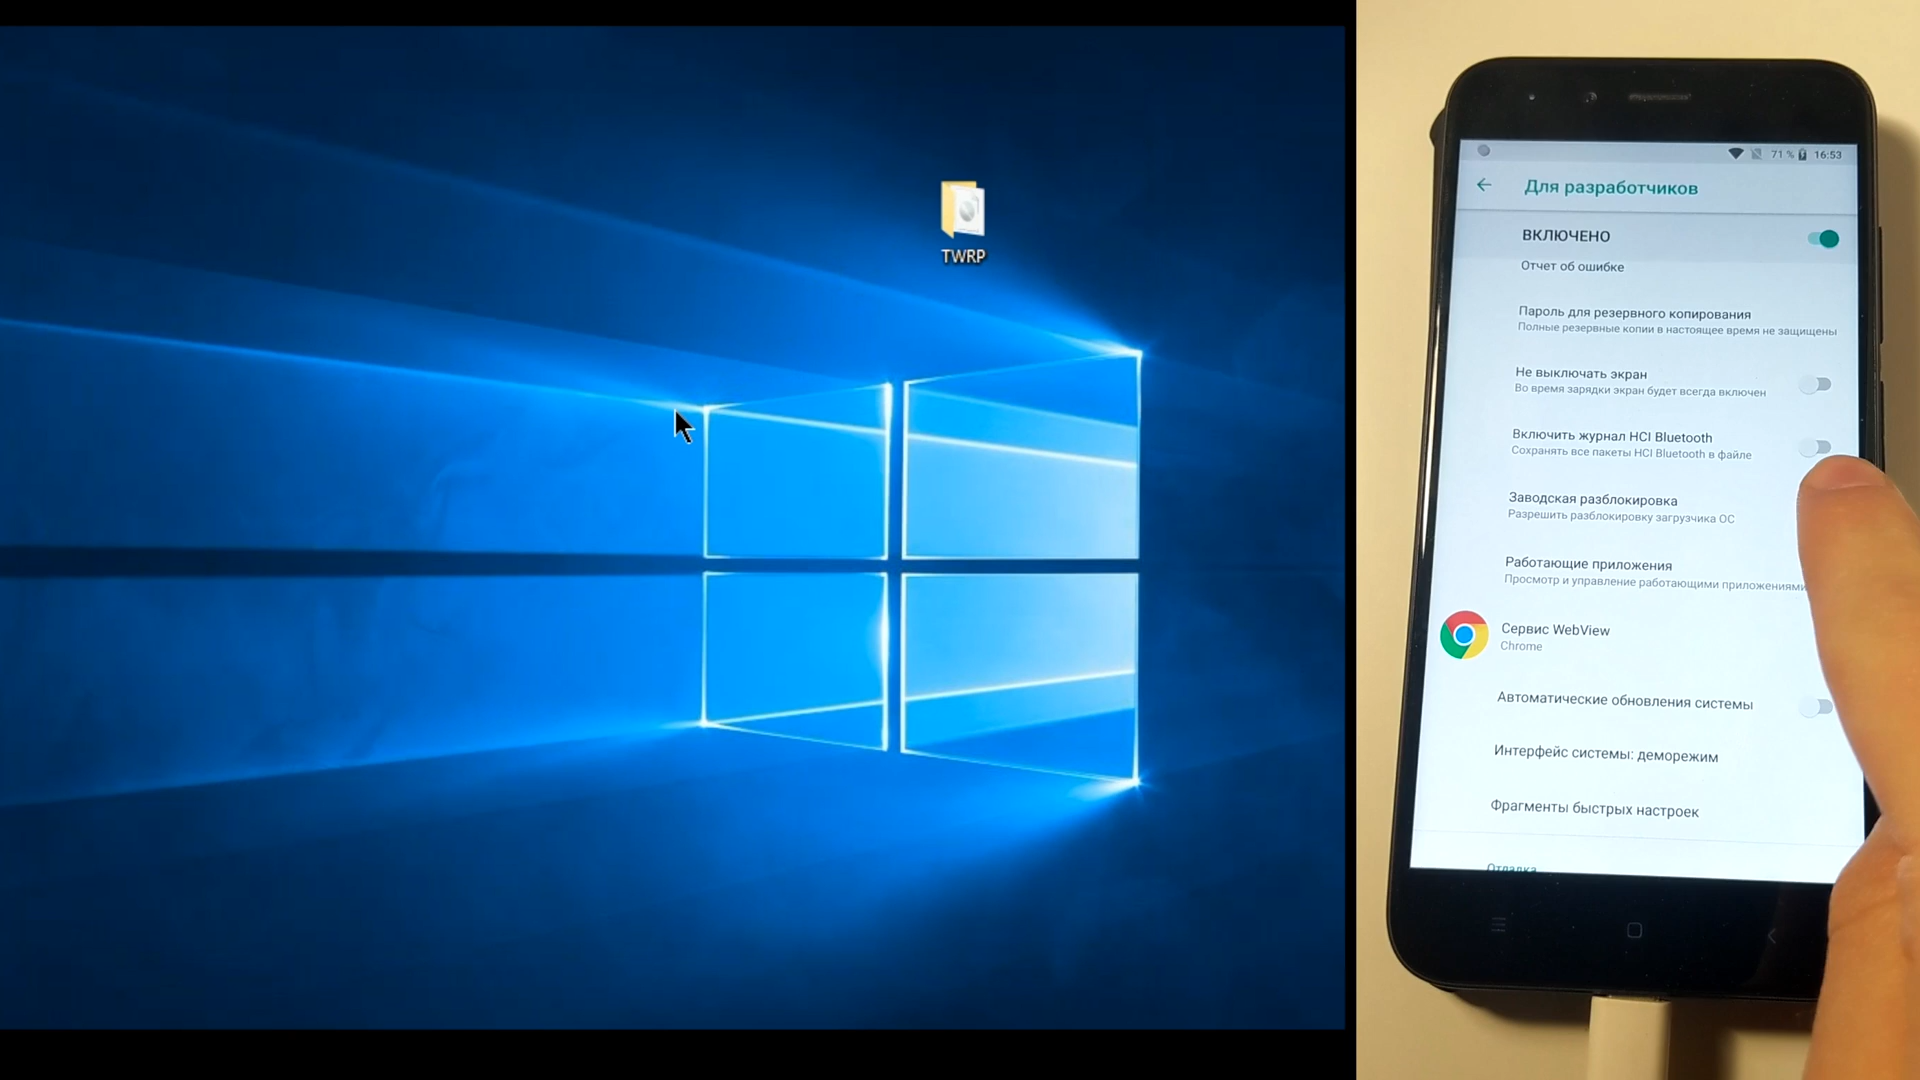 TWRP
71 % 16:53
Для разработчиков
ВКЛЮЧЕНО
Отчет об ошибке
Пароль для резервного копирования
Полные резервные копии в настоящее время не защищены
Не выключать экран
Во время зарядки экран будет всегда включен
Включить журнал HCI Bluetooth
Сохранять все пакеты HCI Bluetooth в файле
Заводская разблокировка
Разрешить разблокировку загрузчика ОС
Работающие приложения
Просмотр и управление работающими приложениями
Сервис WebView
Chrome
Автоматические обновления системы
Интерфейс системы: деморежим
Фрагменты быстрых настроек
Отладка